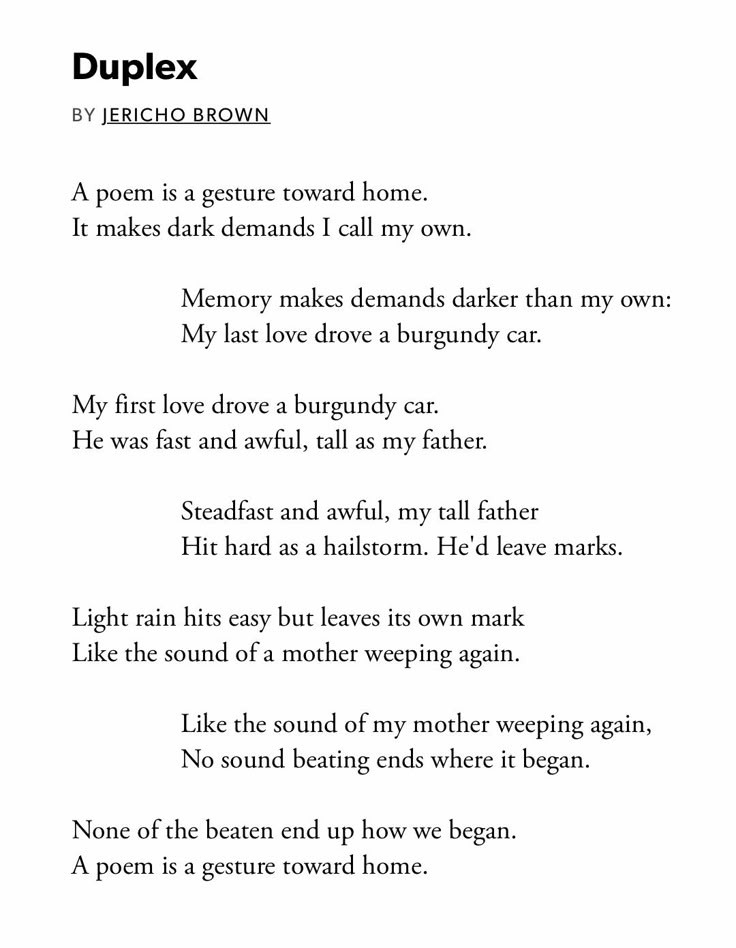 Duplex
BY JERICHO BROWN
A poem is a gesture toward home.
It makes dark demands I call my own.
Memory makes demands darker than my own:
My last love drove a burgundy car.
My first love drove a burgundy car.
He was fast and awful, tall as my father.
Steadfast and awful, my tall father
Hit hard as a hailstorm. He'd leave marks.
Light rain hits easy but leaves its own mark
Like the sound of a mother weeping again.
Like the sound of my mother weeping again,
No sound beating ends where it began.
None of the beaten end up how we began.
A poem is a gesture toward home.